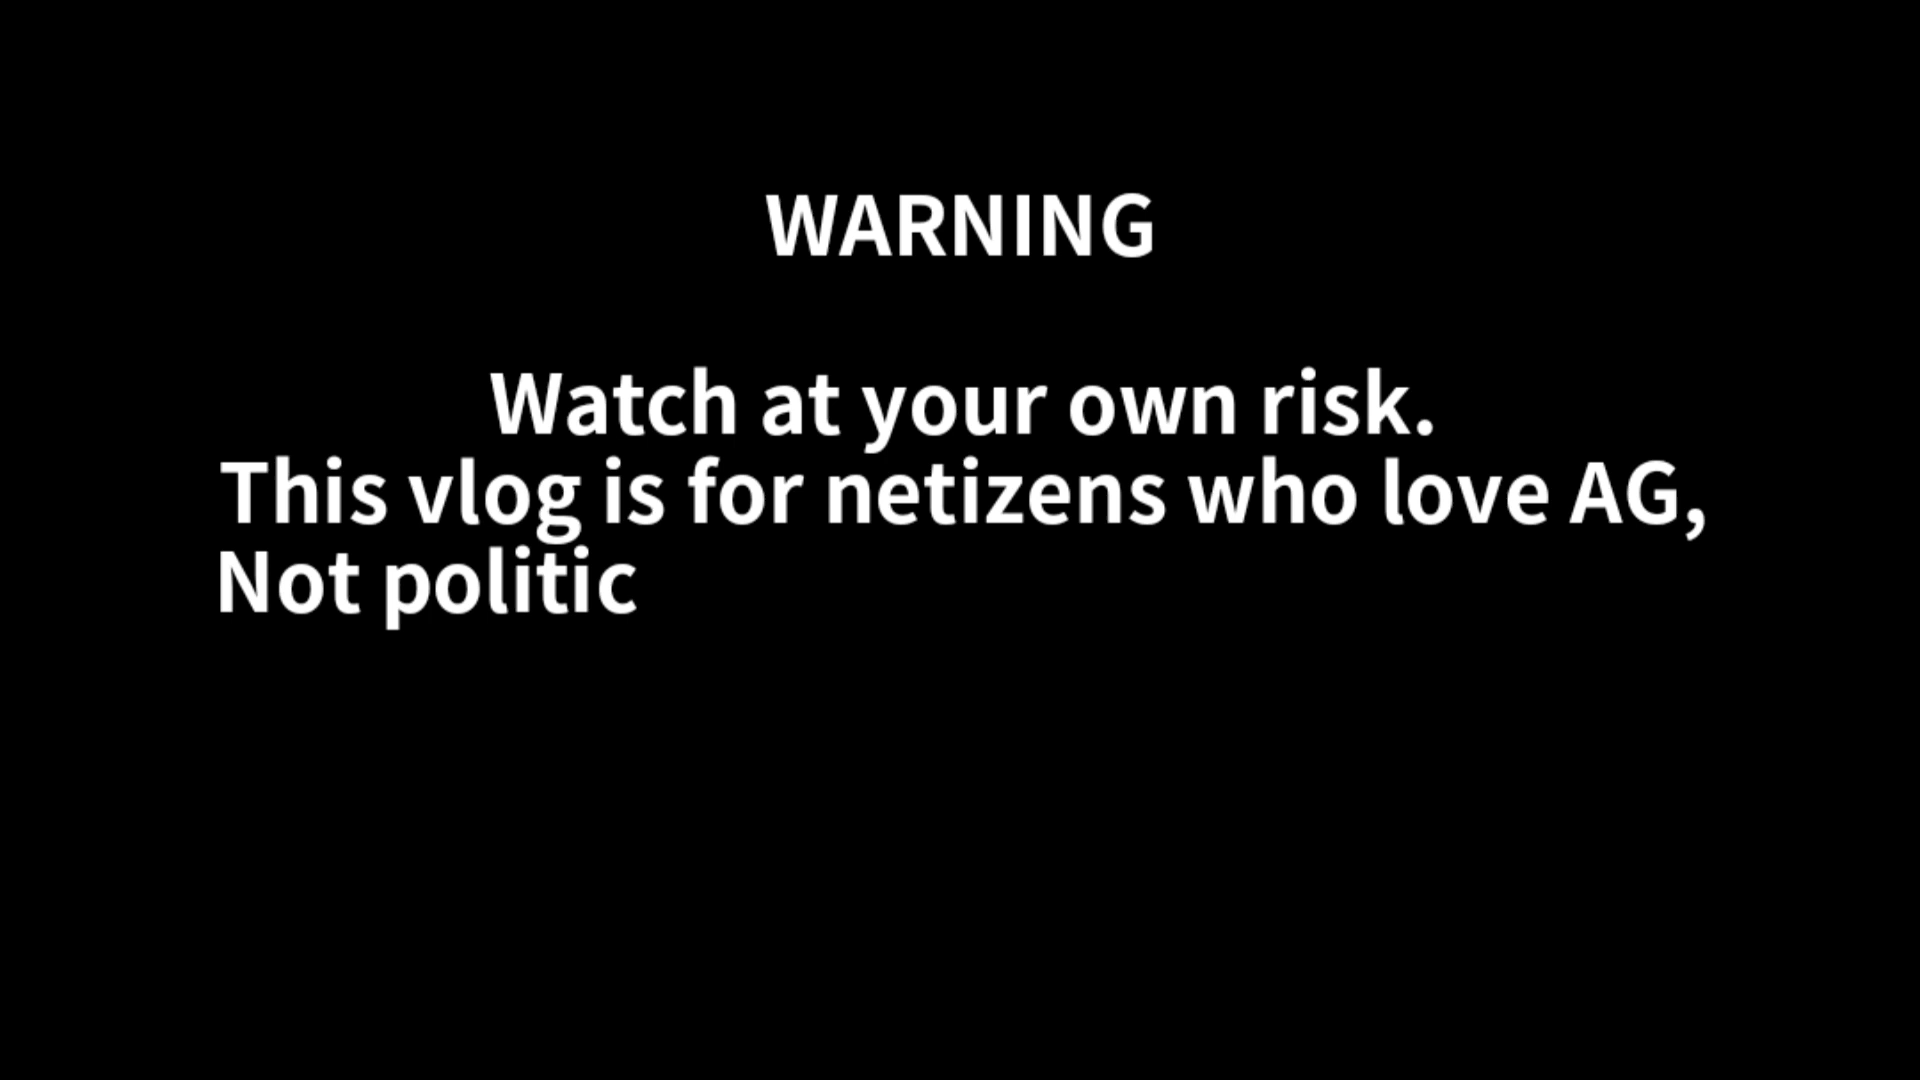 WARNING
Watch at your own risk.
This vlog is for netizens who love AG,
Not politic